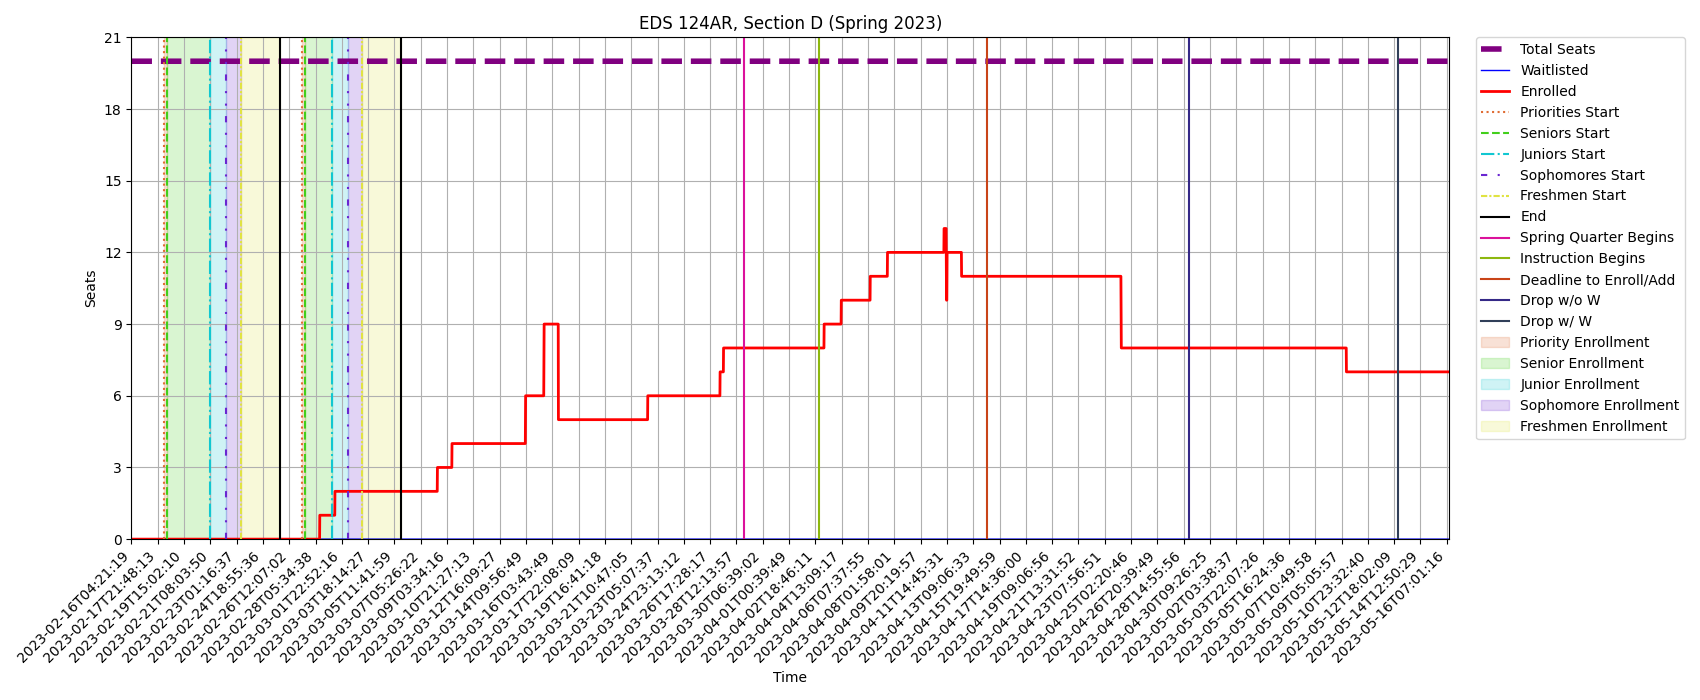 EDS 124AR, Section D (Spring 2023)
Seats
21
18
15
12
9
6
3
0
2023-02-16T04:21:19
2023-02-17T21:48:13
2023-02-19T15:02:10
2023-02-21T08:03:50
2023-02-23T01:16:37
2023-02-24T18:55:36
2023-02-26T12:07:02
2023-02-28T05:34:38
2023-03-01T22:52:16
2023-03-03T18:14:27
2023-03-05T11:41:59
2023-03-07T05:26:22
2023-03-09T03:34:16
2023-03-10T21:27:13
2023-03-12T16:09:27
2023-03-14T09:56:49
2023-03-16T03:43:49
2023-03-17T22:08:09
2023-03-19T16:41:18
2023-03-21T10:47:05
2023-03-23T05:07:37
2023-03-24T23:13:12
2023-03-26T17:28:17
2023-03-28T12:13:57
2023-03-30T06:39:02
2023-04-01T00:39:49
2023-04-02T18:46:11
2023-04-04T13:09:17
2023-04-06T07:37:55
2023-04-08T01:58:01
2023-04-09T20:19:57
2023-04-11T14:45:31
2023-04-13T09:06:33
2023-04-15T19:49:59
2023-04-17T14:36:00
2023-04-19T09:06:56
2023-04-21T13:31:52
2023-04-23T07:56:51
2023-04-25T02:20:46
2023-04-26T20:39:49
2023-04-28T14:55:56
2023-04-30T09:26:25
2023-05-02T03:38:37
2023-05-03T22:07:26
2023-05-05T16:24:36
2023-05-07T10:49:58
2023-05-09T05:05:57
2023-05-10T23:32:40
2023-05-12T18:02:09
2023-05-14T12:50:29
2023-05-16T07:01:16
Time
Total Seats
Waitlisted
Enrolled
Priorities Start
Seniors Start
Juniors Start
Sophomores Start
Freshmen Start
End
Spring Quarter Begins
Instruction Begins
Deadline to Enroll/Add
Drop w/o W
Drop w/ W
Priority Enrollment
Senior Enrollment
Junior Enrollment
Sophomore Enrollment
Freshmen Enrollment